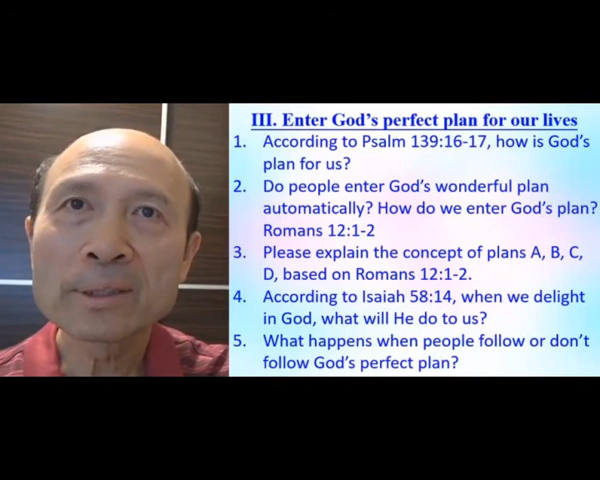 III. Enter God's perfect plan for our lives
1. According to Psalm 139:16-17, how is God's
plan for us?
2. Do people enter God's wonderful plan
automatically? How do we enter God's plan?
Romans 12:1-2
3. Please explain the concept of plans A, B, C,
D, based on Romans 12:1-2.
4. According to Isaiah 58:14, when we delight
in God, what will He do to us?
5. What happens when people follow or don't
follow God's perfect plan?